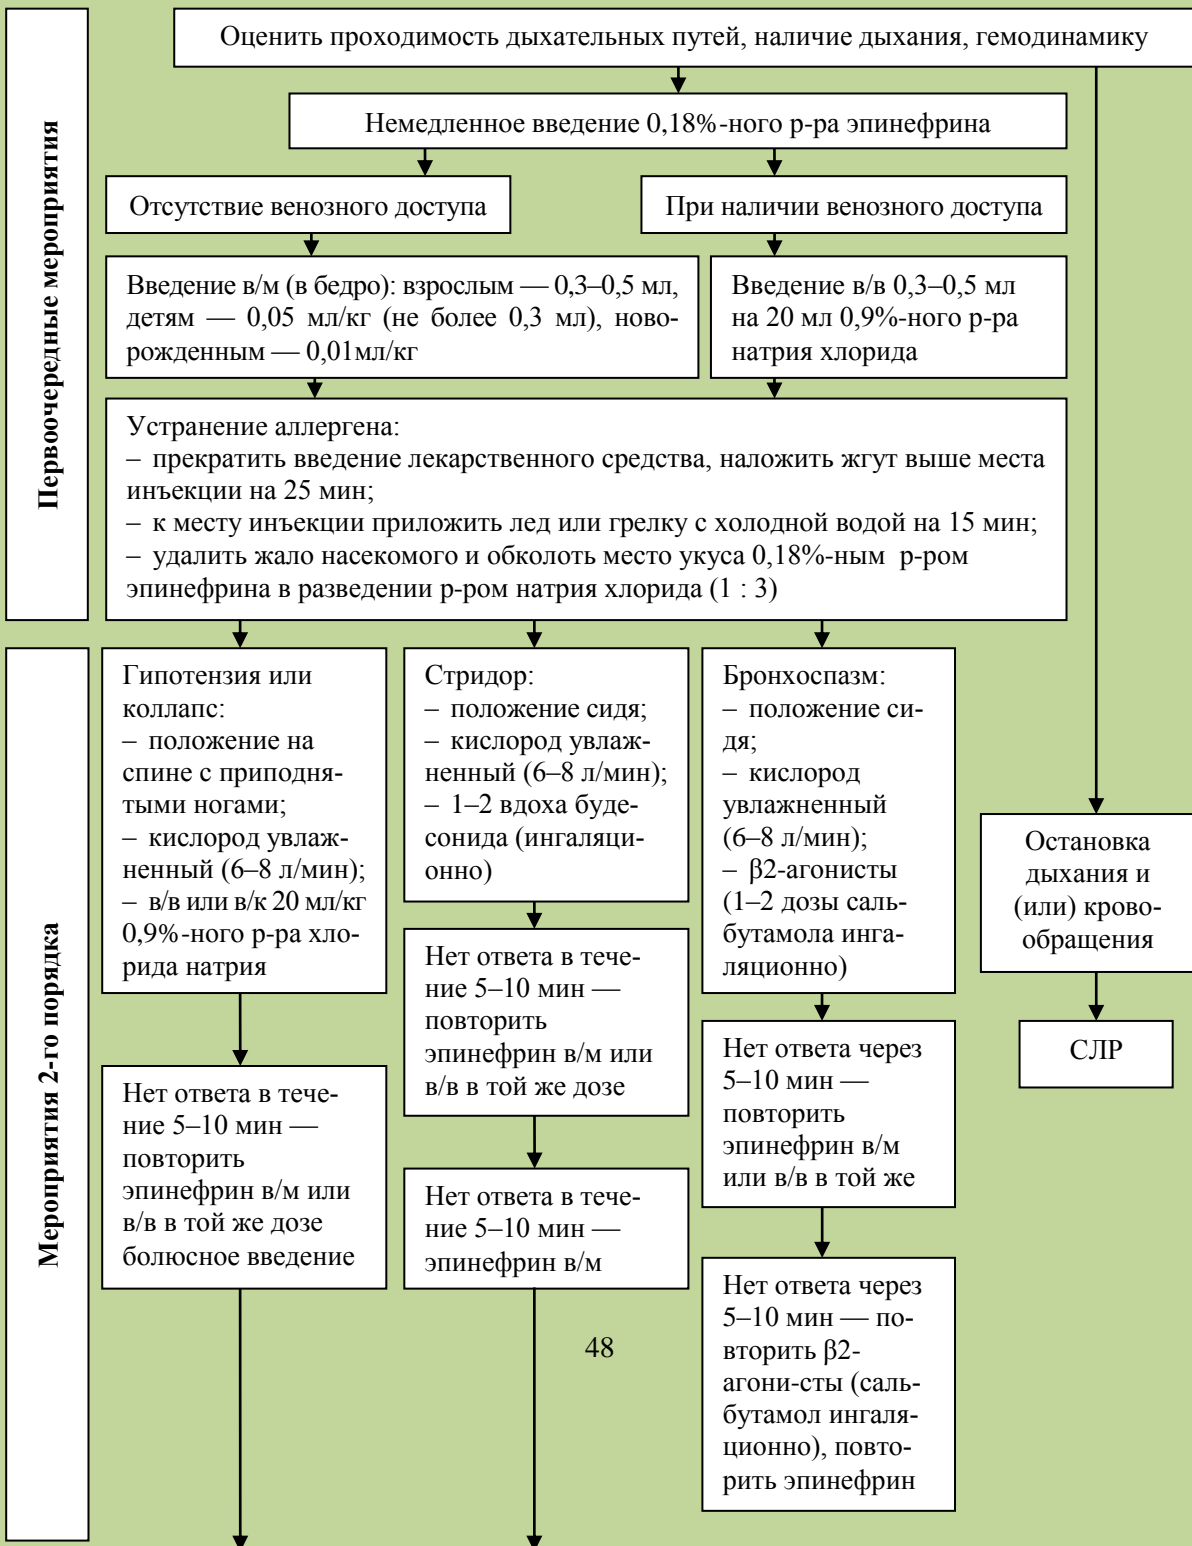 Первоочередные мероприятия
Оценить проходимость дыхательных путей, наличие дыхания, гемодинамику
Немедленное введение 0,18%-ного р-ра эпинефрина
Отсутствие венозного доступа
При наличии венозного доступа
Введение в/м (в бедро): взрослым — 0,3–0,5 мл,
детям — 0,05 мл/кг (не более 0,3 мл), ново-
рожденным — 0,01мл/кг
Введение в/в 0,3–0,5 мл
на 20 мл 0,9%-ного р-ра
натрия хлорида
Устранение аллергена:
– прекратить введение лекарственного средства, наложить жгут выше места
инъекции на 25 мин;
– к месту инъекции приложить лед или грелку с холодной водой на 15 мин;
– удалить жало насекомого и обколоть место укуса 0,18%-ным р-ром
эпинефрина в разведении р-ром натрия хлорида (1 : 3)
Мероприятия 2-го порядка
Гипотензия или
коллапс:
– положение на
спине с приподня-
тыми ногами;
– кислород увлаж-
ненный (6–8 л/мин);
– в/в или в/к 20 мл/кг
0,9%-ного р-ра хло-
рида натрия
Нет ответа в тече-
ние 5–10 мин —
повторить
эпинефрин в/м или
в/в в той же дозе
болюсное введение
Стридор:
– положение сидя;
– кислород увлаж-
ненный (6–8 л/мин);
– 1–2 вдоха буде-
сонида (ингаляци-
онно)
Нет ответа в тече-
ние 5–10 мин —
повторить
эпинефрин в/м или
в/в в той же дозе
Нет ответа в тече-
ние 5–10 мин —
эпинефрин в/м
Бронхоспазм:
– положение си-
дя;
– кислород
увлажненный
(6–8 л/мин);
– β2-агонисты
(1–2 дозы саль-
бутамола инга-
ляционно)
Нет ответа через
5–10 мин —
повторить
эпинефрин в/м
или в/в в той же
Нет ответа через
5–10 мин — по-
вторить β2-
агони-сты (саль-
бутамол ингаля-
ционно), повто-
рить эпинефрин
Остановка
дыхания и
(или) крово-
обращения
СЛР
48